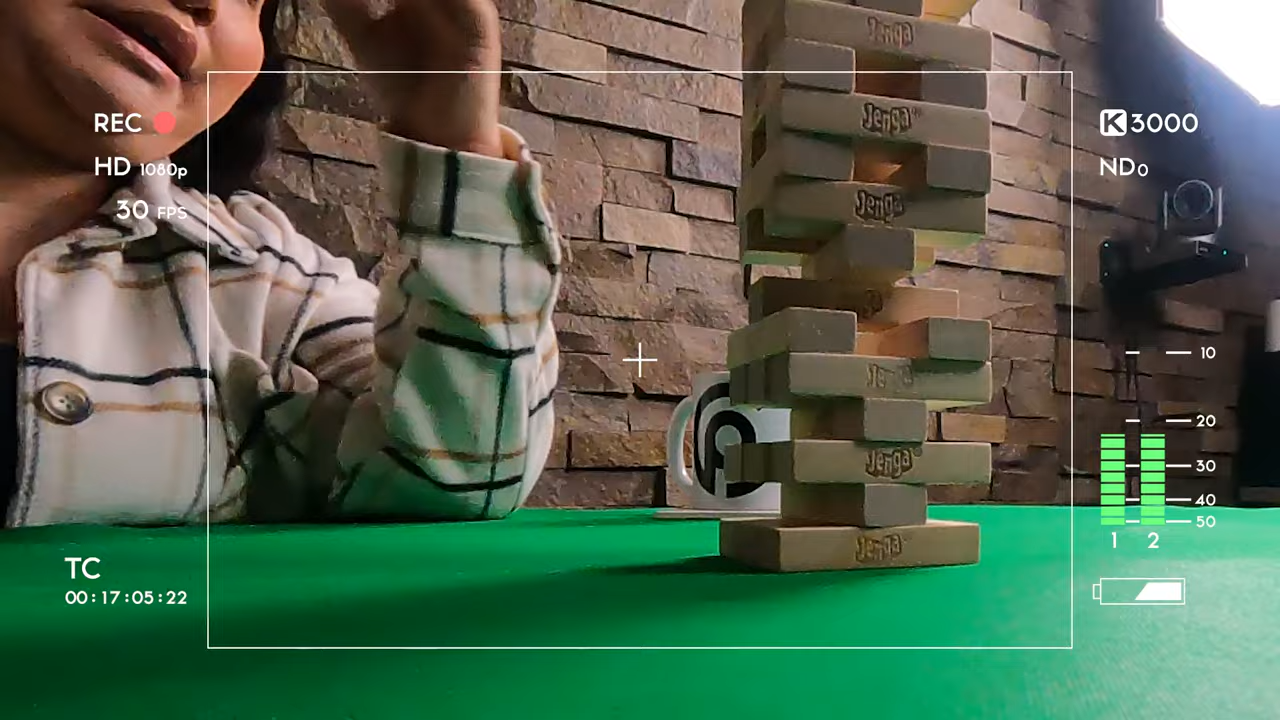 REC
HD 1080p
30 FPS
K3000
ND0
Jenga
Jenga
Jenga
Jenga
Jenga
10
20
30
40
50
1 2
TC
00:17:05:22